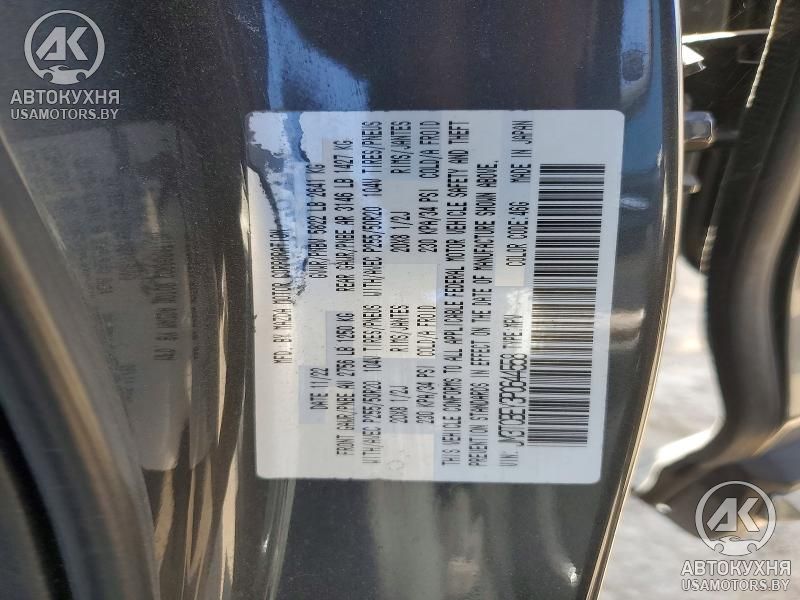 AK
АВТОКУХНЯ
USAMOTORS.BY
MFD. BY MAZDA MOTOR CORPORATION
DATE 11/22 GVWR/PNBV 5822 LB 2641 KG
FRONT GAWR/PNBE AV 2756 LB 1250 KG REAR GAWR/PNBE AR 3146 LB 1427 KG
WITH/AVEC P255/50R20 104V TIRES/PNEUS WITH/AVEC P255/50R20 104V TIRES/PNEUS
20X8 1/2J RIMS/JANTES 20X8 1/2J RIMS/JANTES
230 KPA/34 PSI COLD/A FROID 230 KPA/34 PSI COLD/A FROID
THIS VEHICLE CONFORMS TO ALL APPLICABLE FEDERAL MOTOR VEHICLE SAFETY AND THEFT
PREVENTION STANDARDS IN EFFECT ON THE DATE OF MANUFACTURE SHOWN ABOVE.
VIN: TYPE:MPV COLOR CODE:46G MADE IN JAPAN
AK
АВТОКУХНЯ
USAMOTORS.BY